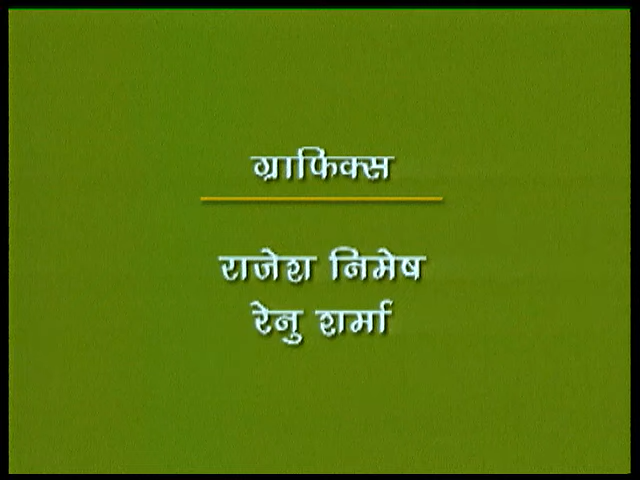 ग्राफिक्स
राजेश निमेष
रेनु शर्मा